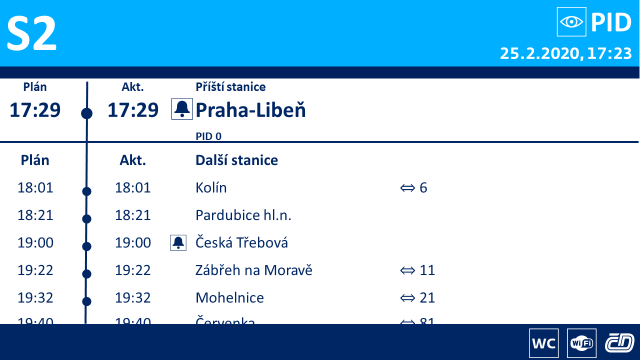 S2
PID
25.2.2020, 17:23
Plán Akt. Příští stanice
17:29 17:29 Praha-Libeň
PID 0
Plán Akt. Další stanice
18:01 18:01 Kolín ⇔ 6
18:21 18:21 Pardubice hl.n.
19:00 19:00 Česká Třebová
19:22 19:22 Zábřeh na Moravě ⇔ 11
19:32 19:32 Mohelnice ⇔ 21
19:40 19:40 Červenka ⇔ 81
WC WiFi ČD